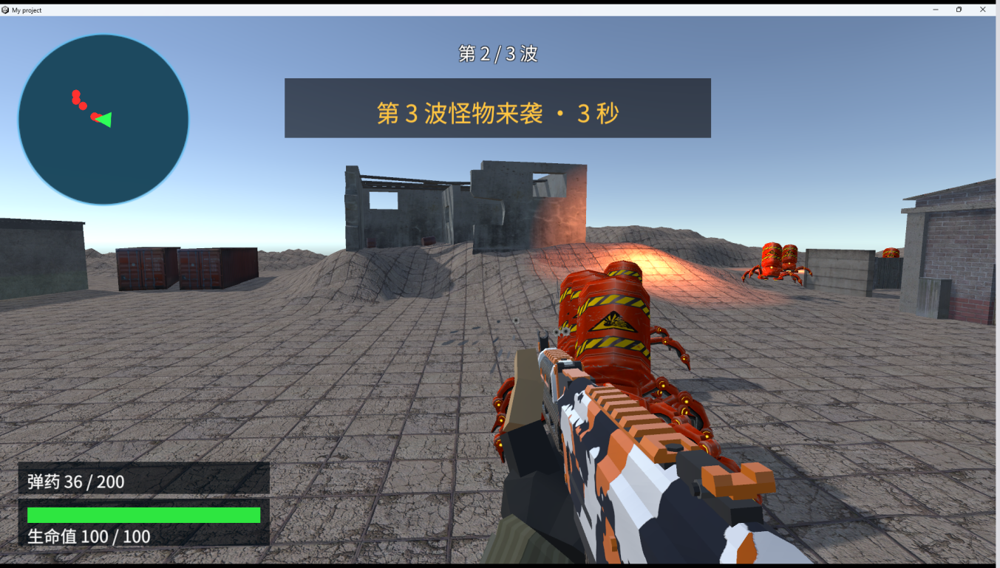 My project
第 2 / 3 波
第 3 波怪物来袭 · 3 秒
弹药 36 / 200
生命值 100 / 100